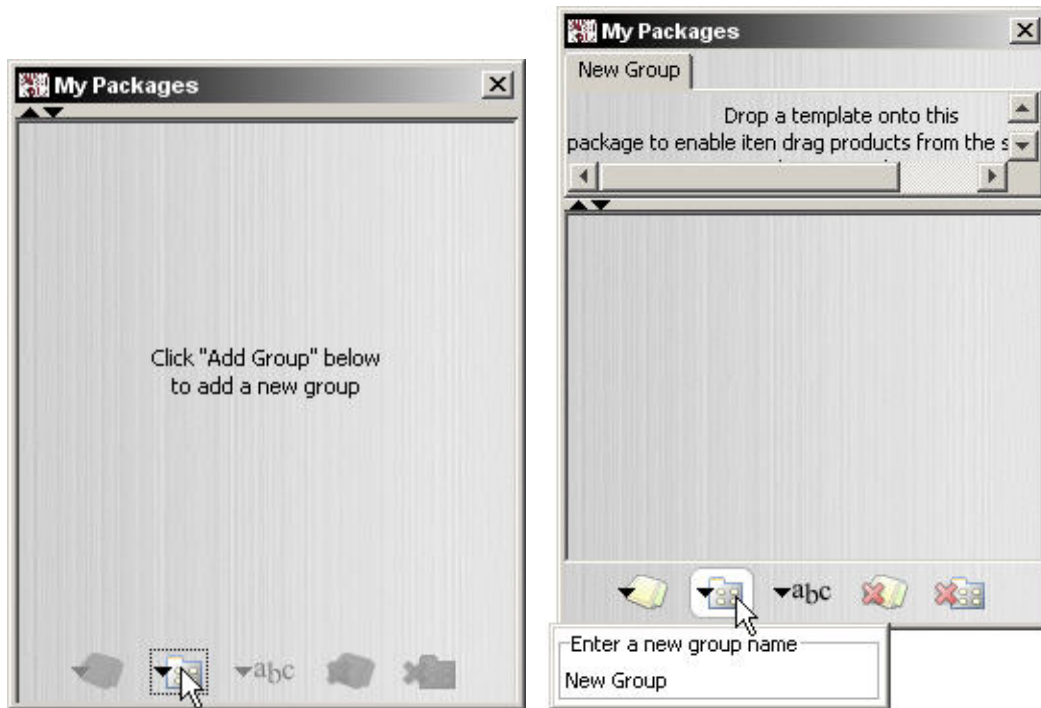 My Packages
Click "Add Group" below
to add a new group
abc
My Packages
New Group
Drop a template onto this
package to enable iten drag products from the s
abc
Enter a new group name
New Group